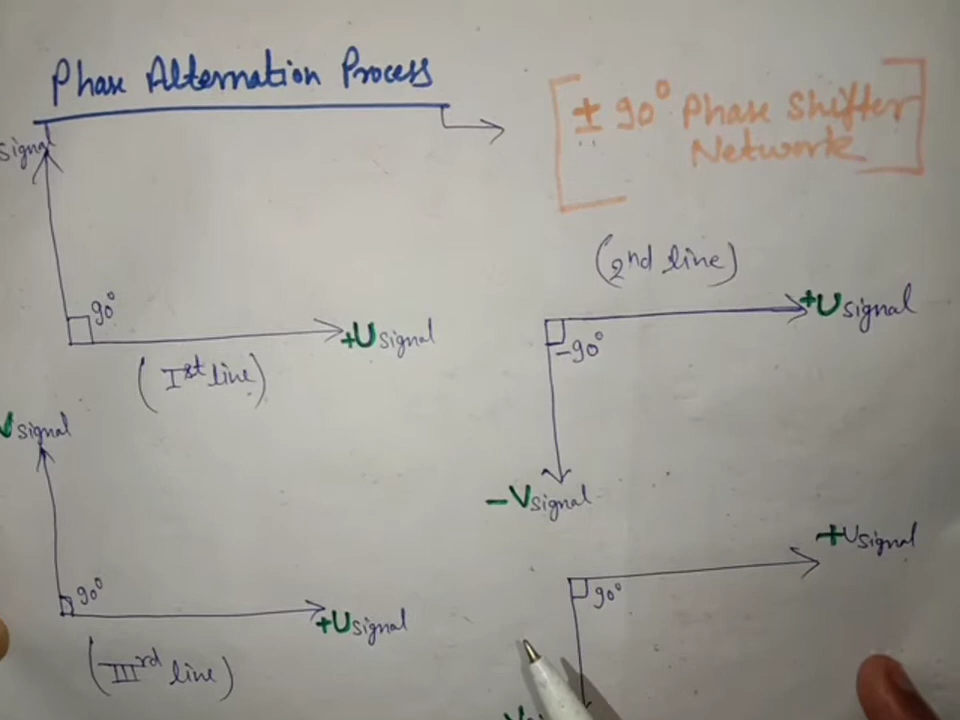 Phase Alternation Process
± 90° Phase Shifter
Network
Signal
90°
+U Signal
(Ist line)
(2nd line)
+U Signal
-90°
-V Signal
V Signal
90°
+U Signal
(IIIrd line)
+U Signal
90°